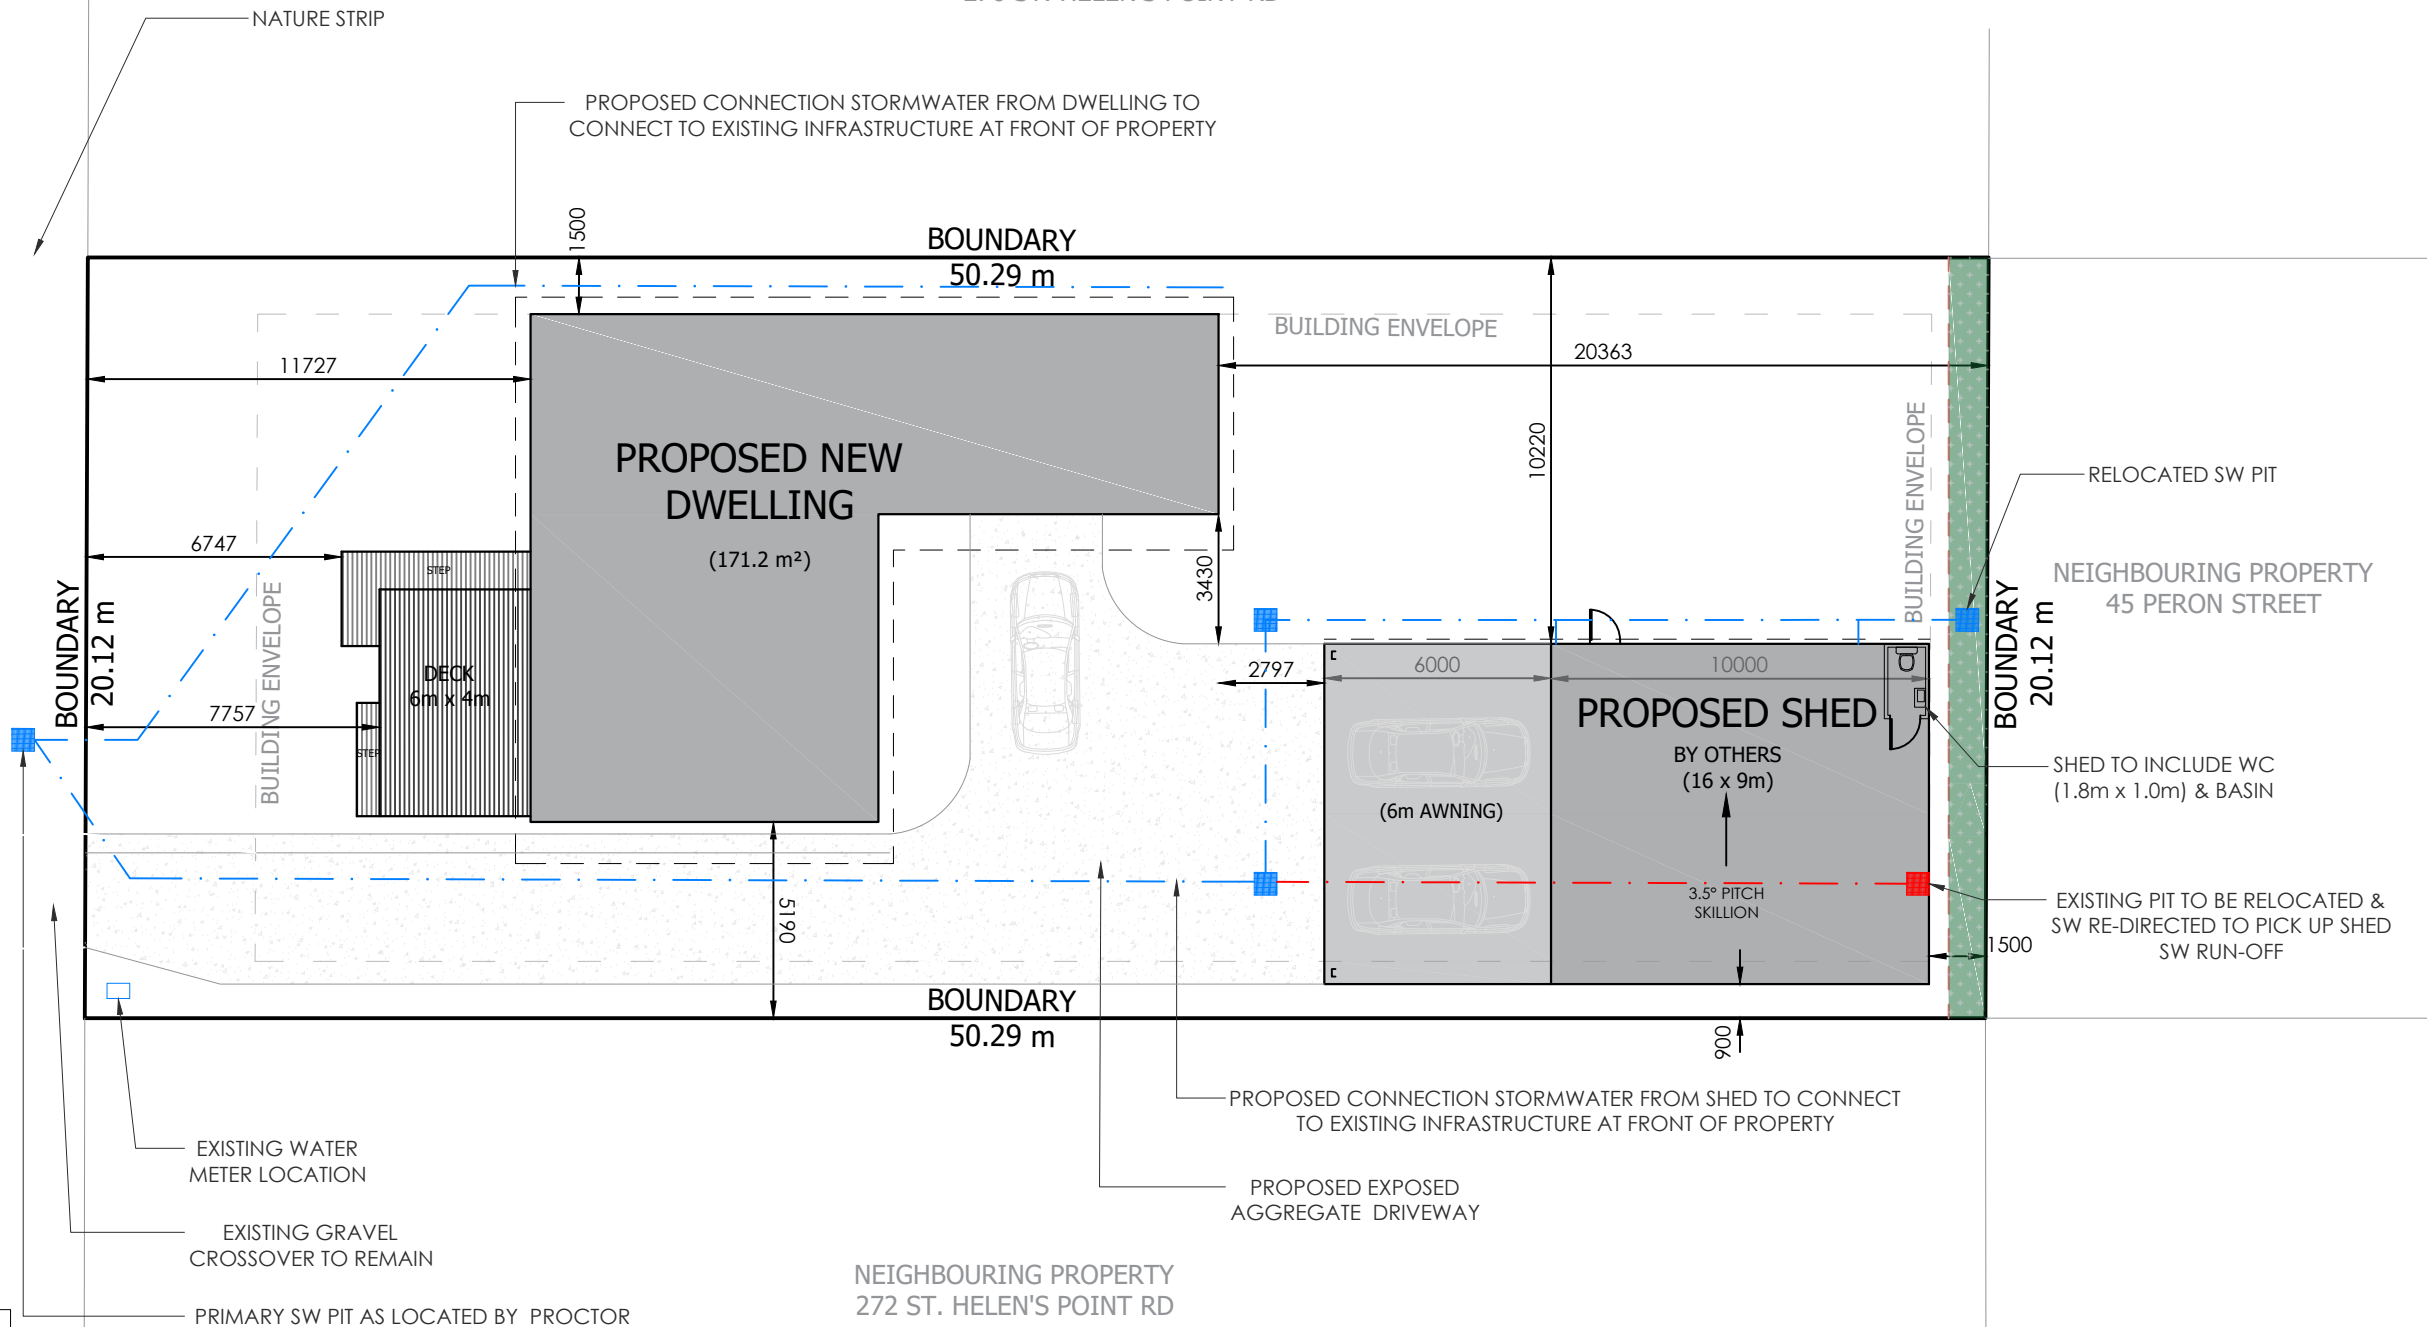 NATURE STRIP
PROPOSED CONNECTION STORMWATER FROM DWELLING TO
CONNECT TO EXISTING INFRASTRUCTURE AT FRONT OF PROPERTY
1500
BOUNDARY
50.29 m
BUILDING ENVELOPE
11727
20363
PROPOSED NEW
DWELLING
(171.2 m²)
10220
BUILDING ENVELOPE
RELOCATED SW PIT
6747
STEP
3430
NEIGHBOURING PROPERTY
45 PERON STREET
BOUNDARY
20.12 m
BUILDING ENVELOPE
DECK
6m x 4m
7757
STEP
2797
6000
10000
PROPOSED SHED
BY OTHERS
(16 x 9m)
(6m AWNING)
3.5° PITCH
SKILLION
BOUNDARY
20.12 m
SHED TO INCLUDE WC
(1.8m x 1.0m) & BASIN
EXISTING PIT TO BE RELOCATED &
SW RE-DIRECTED TO PICK UP SHED
SW RUN-OFF
1500
5190
BOUNDARY
50.29 m
900
PROPOSED CONNECTION STORMWATER FROM SHED TO CONNECT
TO EXISTING INFRASTRUCTURE AT FRONT OF PROPERTY
EXISTING WATER
METER LOCATION
PROPOSED EXPOSED
AGGREGATE DRIVEWAY
EXISTING GRAVEL
CROSSOVER TO REMAIN
NEIGHBOURING PROPERTY
272 ST. HELEN'S POINT RD
PRIMARY SW PIT AS LOCATED BY PROCTOR